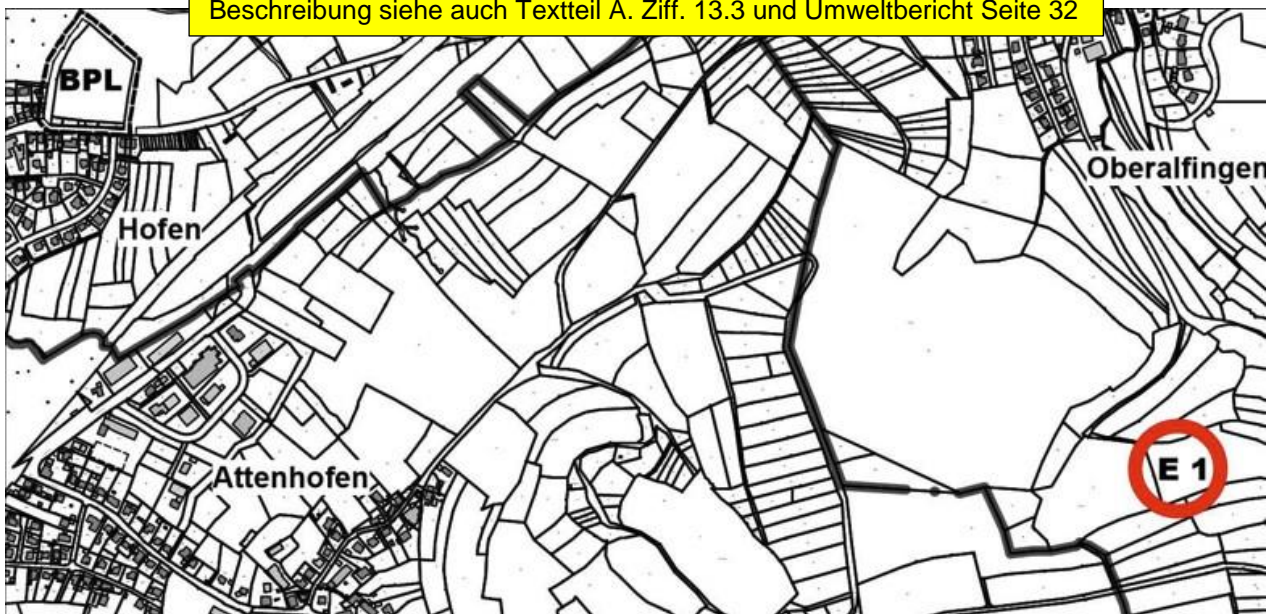 Beschreibung siehe auch Textteil A. Ziff. 13.3 und Umweltbericht Seite 32
BPL
Oberalfingen
Hofen
E 1
Attenhofen